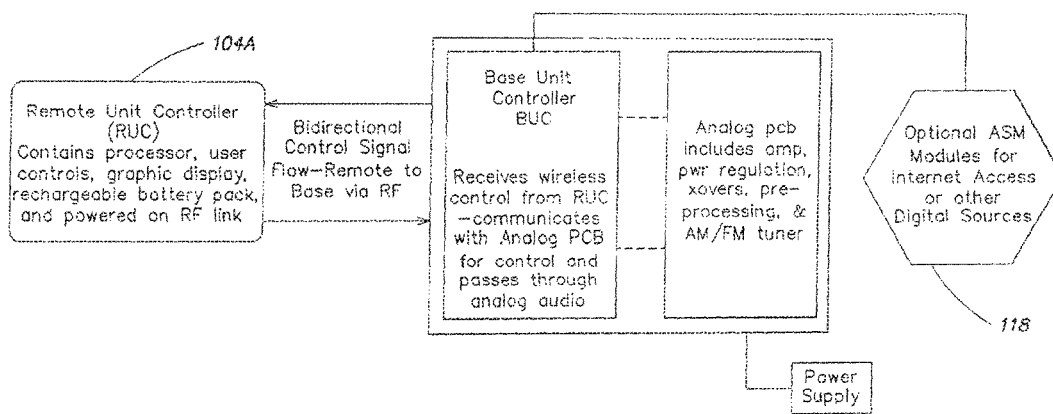 104A
Remote Unit Controller
(RUC)
Contains processor, user
controls, graphic display,
rechargeable battery pack,
and powered on RF link
Bidirectional
Control Signal
Flow-Remote to
Base via RF
Base Unit
Controller
BUC
Receives wireless
control from RUC
-communicates
with Analog PCB
for control and
passes through
analog audio
Analog pcb
includes amp,
pwr regulation,
xovers, pre-
processing, &
AM/FM tuner
Optional ASM
Modules for
Internet Access
or other
Digital Sources
118
Power
Supply